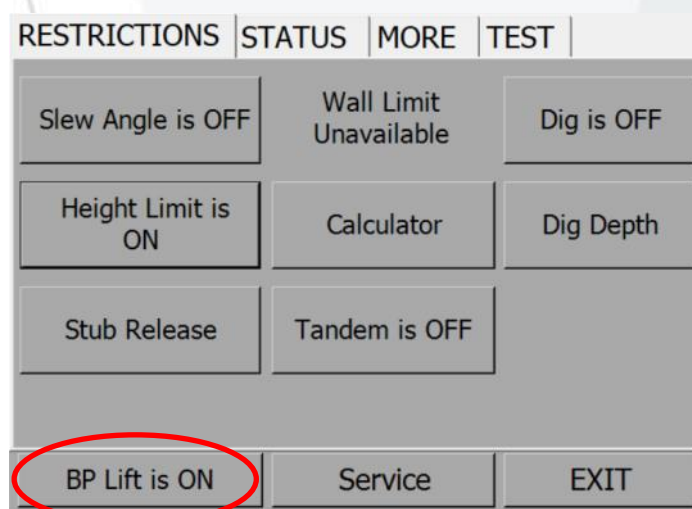 RESTRICTIONS STATUS MORE TEST
Slew Angle is OFF
Wall Limit
Unavailable
Dig is OFF
Height Limit is
ON
Calculator
Dig Depth
Stub Release
Tandem is OFF
BP Lift is ON
Service
EXIT